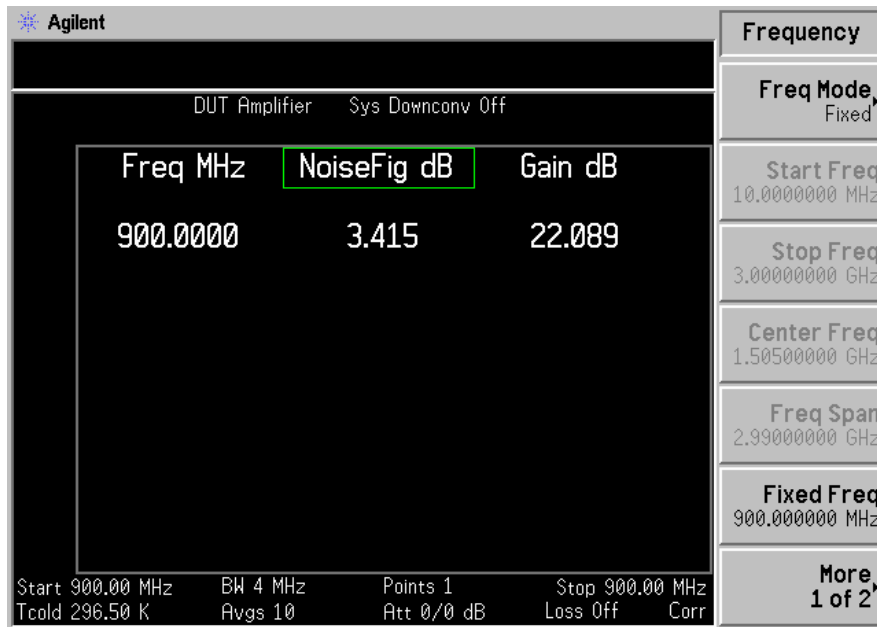 Agilent
Frequency
DUT Amplifier Sys Downconv Off
Freq Mode
Fixed
Freq MHz NoiseFig dB Gain dB
900.0000 3.415 22.089
Start Freq
10.0000000 MHz
Stop Freq
3.00000000 GHz
Center Freq
1.50500000 GHz
Freq Span
2.99000000 GHz
Fixed Freq
900.000000 MHz
More
1 of 2
Start 900.00 MHz BW 4 MHz Points 1 Stop 900.00 MHz
Tcold 296.50 K Avgs 10 Att 0/0 dB Loss Off Corr